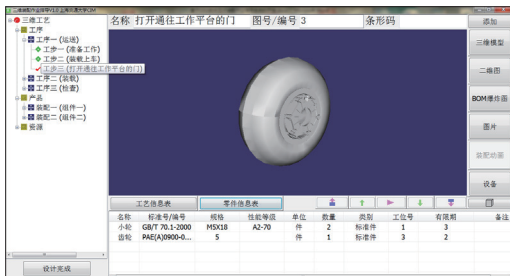 名称 打开通往工作平台的门 图号/编号 3 条形码 添加
三维工艺
工序
工序一 (运送)
工步一 (准备工作)
工步二 (装载上车)
工步三 (打开通往工作平台的门)
工序二 (装载)
工序三 (检查)
产品
装配一 (组件一)
装配二 (组件二)
资源
设计完成
三维模型
二维图
BOM爆炸图
图片
装配动画
设备
工艺信息表 零件信息表
名称 标准号/编号 规格 性能等级 单位 数量 类别 工位号 有限期 备注
小轮 GB/T 70.1-2000 M5X18 A2-70 件 2 标准件 1 3
齿轮 PAE(A)0900-0... 5 件 1 标准件 3 2